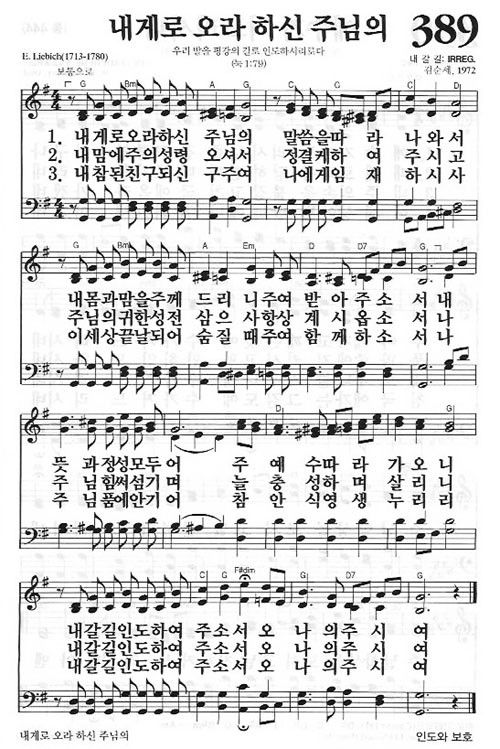 내게로 오라 하신 주님의 389
E. Liebich(1713-1780)
우리 발을 평강의 길로 인도하시리로다
(눅 1:79)
내 갈 길: IRREG.
김순세, 1972
보통으로
G Bm A G C C D
1. 내게로오라하신 주님의 말씀을따 라 나와서
2. 내맘에주의성령 오셔서 정결케하 여 주시고
3. 내참된친구되신 구주여 나에게임 재 하시사
G Bm A Em D7 G
내몸과맘을주께 드리 니주여 받 아 주소 서내
주님의귀한성전 삼으 사항상 계 시 옵소 서나
이세상끝날되어 숨질 때주여 함 께 하소 서나
D G
뜻 과정성모두어 주 예 수따 라 가 오 니
주 님힘써섬기며 늘 충 성하 며 살 리 니
주 님품에안기어 참 안 식영 생 누 리 리
C G F#dim G D7 G
내갈길인도하여 주소서 오 나 의주 시 여
내갈길인도하여 주소서 오 나 의주 시 여
내갈길인도하여 주소서 오 나 의주 시 여
내게로 오라 하신 주님의
인도와 보호